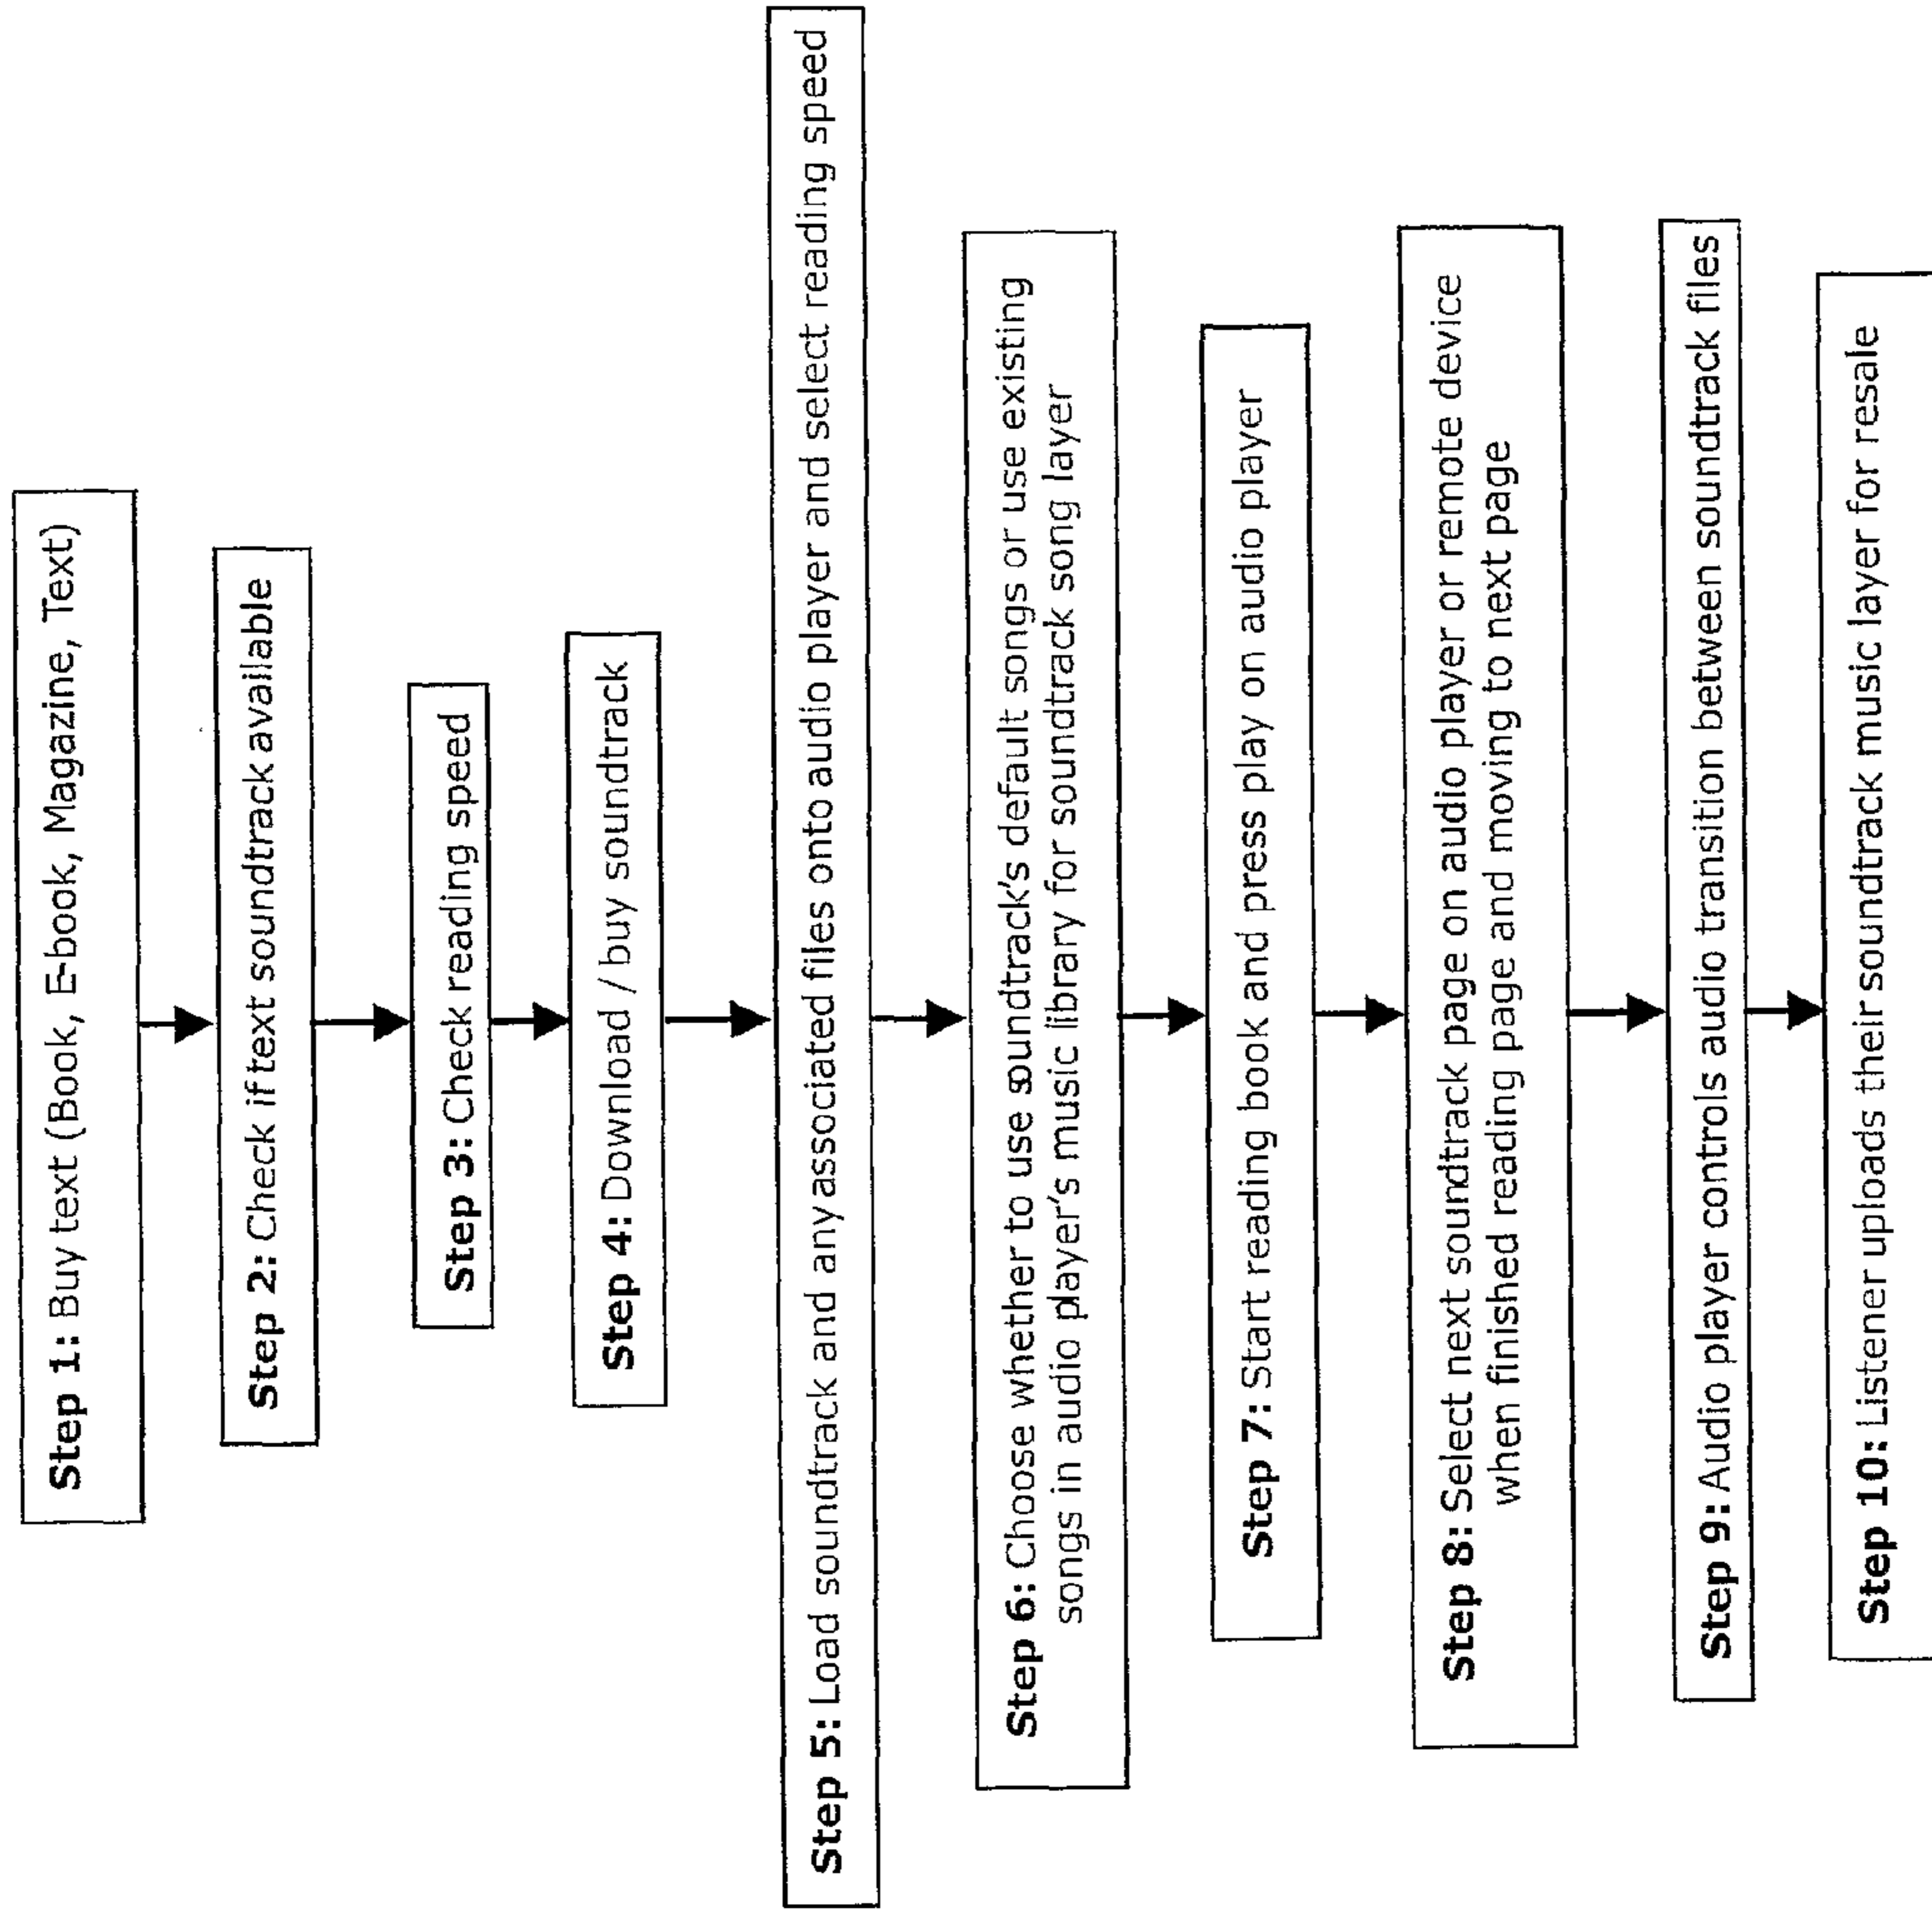 Step 1: Buy text (Book, E-book, Magazine, Text)
Step 2: Check if text soundtrack available
Step 3: Check reading speed
Step 4: Download / buy soundtrack
Step 5: Load soundtrack and any associated files onto audio player and select reading speed
Step 6: Choose whether to use soundtrack's default songs or use existing
songs in audio player's music library for soundtrack song layer
Step 7: Start reading book and press play on audio player
Step 8: Select next soundtrack page on audio player or remote device
when finished reading page and moving to next page
Step 9: Audio player controls audio transition between soundtrack files
Step 10: Listener uploads their soundtrack music layer for resale